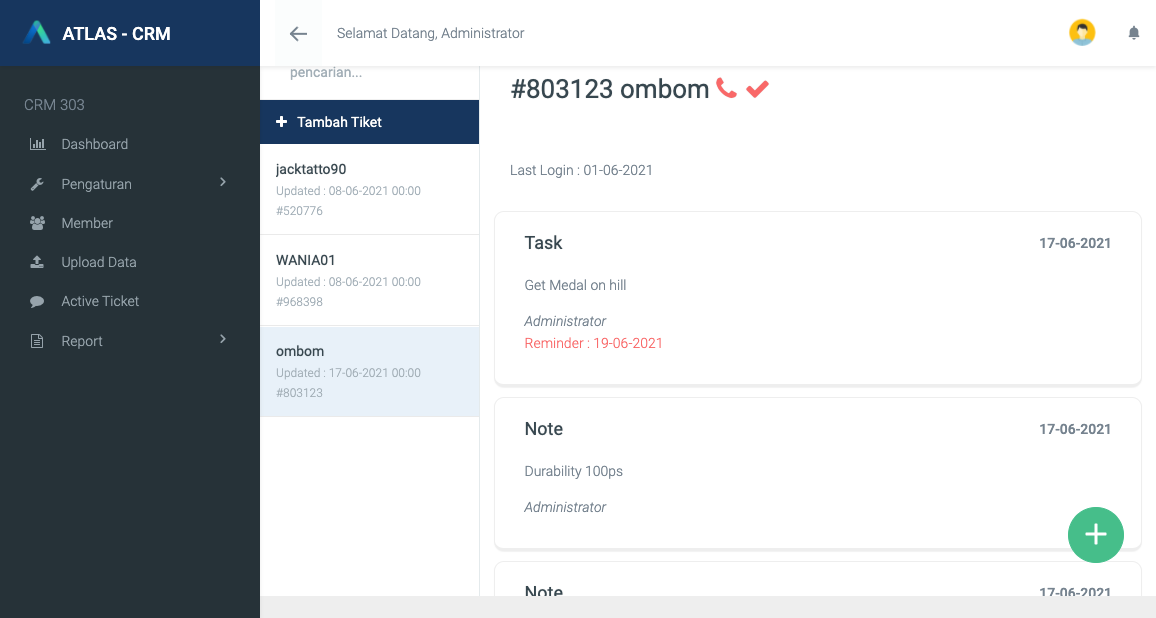 ATLAS - CRM
Selamat Datang, Administrator
CRM 303
Dashboard
Pengaturan
Member
Upload Data
Active Ticket
Report
pencarian...
Tambah Tiket
jacktatto90
Updated : 08-06-2021 00:00
#520776
WANIA01
Updated : 08-06-2021 00:00
#968398
ombom
Updated : 17-06-2021 00:00
#803123
#803123 ombom
Last Login : 01-06-2021
Task 17-06-2021
Get Medal on hill
Administrator
Reminder : 19-06-2021
Note 17-06-2021
Durability 100ps
Administrator
Note 17-06-2021